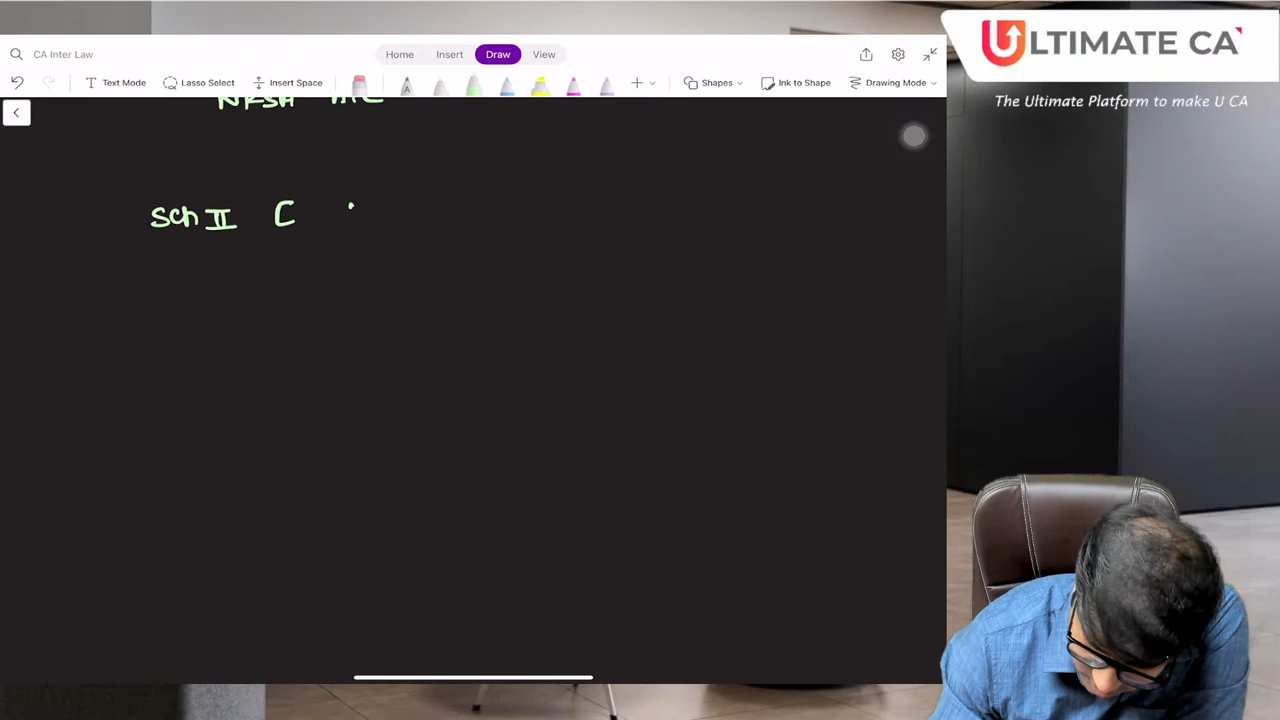 ULTIMATE CA
The Ultimate Platform to make U CA
CA Inter Law
Home Insert Draw View
Text Mode Lasso Select Insert Space Shapes Ink to Shape Drawing Mode
Sch II [